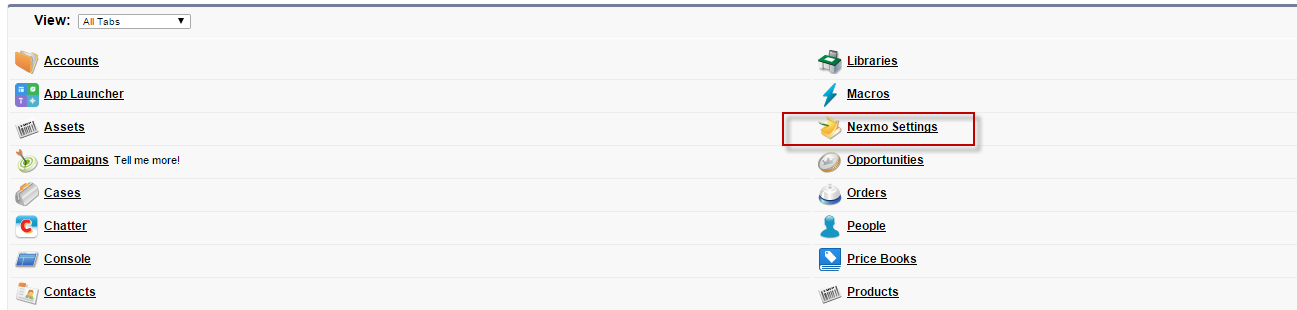 View: All Tabs
Accounts
App Launcher
Assets
Campaigns Tell me more!
Cases
Chatter
Console
Contacts
Libraries
Macros
Nexmo Settings
Opportunities
Orders
People
Price Books
Products